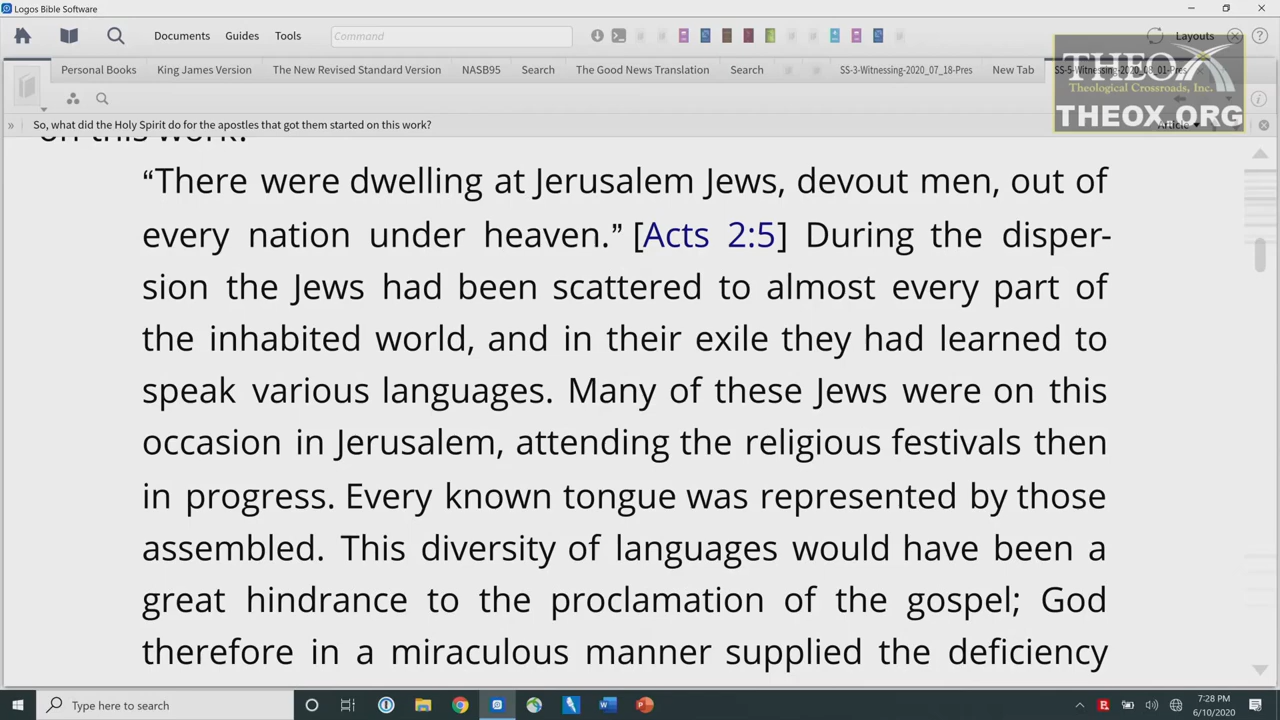 Logos Bible Software
Documents Guides Tools Command Layouts
Personal Books King James Version Search The Good News Translation Search SS-3-Witnessing-2020_07_18-Pres New Tab
THEOX
Theological Crossroads, Inc.
THEOX.ORG
So, what did the Holy Spirit do for the apostles that got them started on this work?
on this work?
“There were dwelling at Jerusalem Jews, devout men, out of
every nation under heaven.” [Acts 2:5] During the disper-
sion the Jews had been scattered to almost every part of
the inhabited world, and in their exile they had learned to
speak various languages. Many of these Jews were on this
occasion in Jerusalem, attending the religious festivals then
in progress. Every known tongue was represented by those
assembled. This diversity of languages would have been a
great hindrance to the proclamation of the gospel; God
therefore in a miraculous manner supplied the deficiency
Type here to search
7:28 PM
6/10/2020